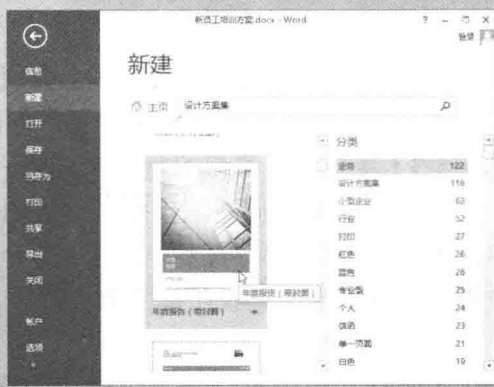 新员工培训方案.docx - Word
?
登录
新建
信息
新建
打开
保存
另存为
打印
共享
导出
关闭
帐户
选项
主页 设计方案集
年度报告（带封面）
年度报告（带封面）
分类
业务 122
设计方案集 116
小型企业 62
行业 52
打印 27
红色 26
蓝色 26
专业型 25
个人 24
信函 23
单一页面 21
白色 19